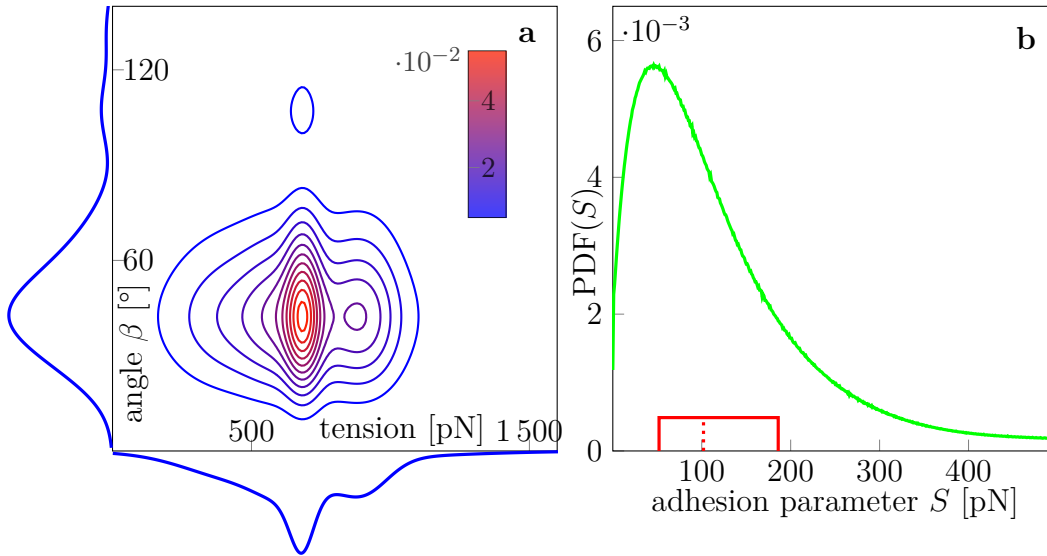 a
·10⁻²
120
4
2
60
angle β [°]
tension [pN]
500
1 500
b
·10⁻³
6
4
2
0
PDF(S)
100
200
300
400
adhesion parameter S [pN]